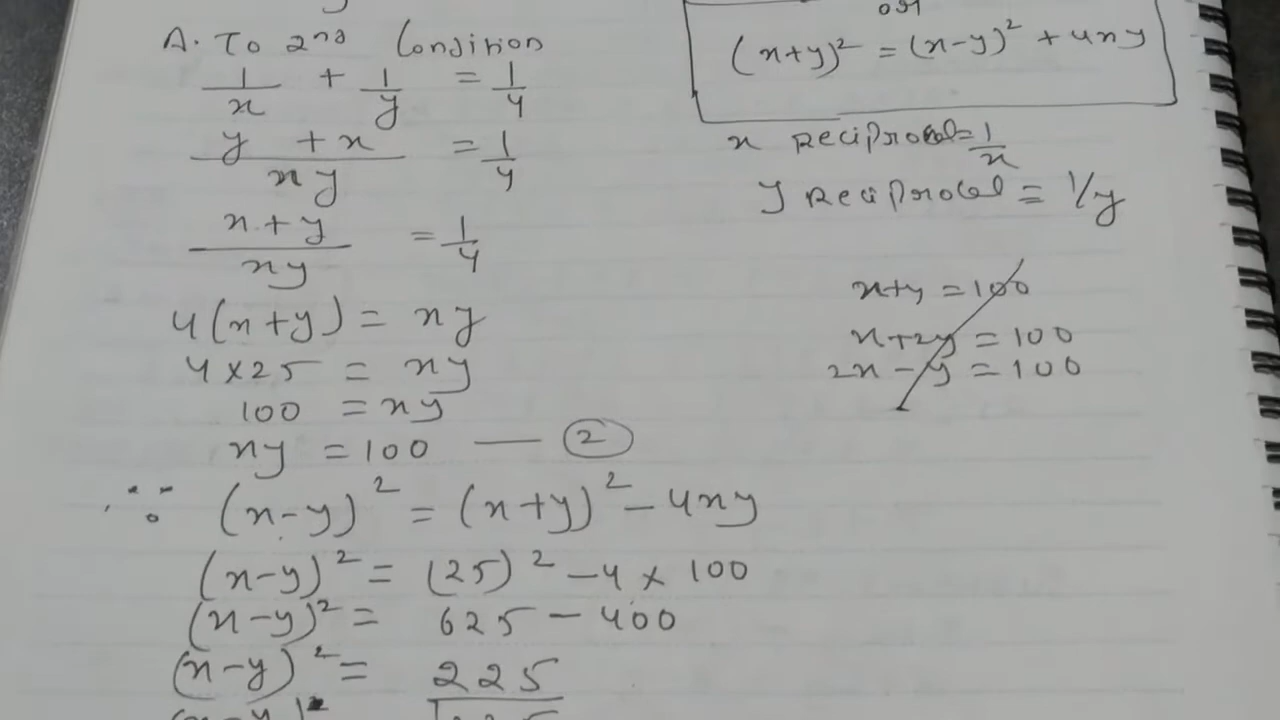 A. To 2nd Condition
1/x + 1/y = 1/4
y + x / xy = 1/4
x + y / xy = 1/4
4(x+y) = xy
4 × 25 = xy
100 = xy
xy = 100 — ②
∵ (x-y)² = (x+y)² - 4xy
(x-y)² = (25)² - 4 × 100
(x-y)² = 625 - 400
(x-y)² = 225
or
(x+y)² = (x-y)² + 4xy
x Reciprocal = 1/x
y Reciprocal = 1/y
x+y = 100
x+2y = 100
2x - y = 100